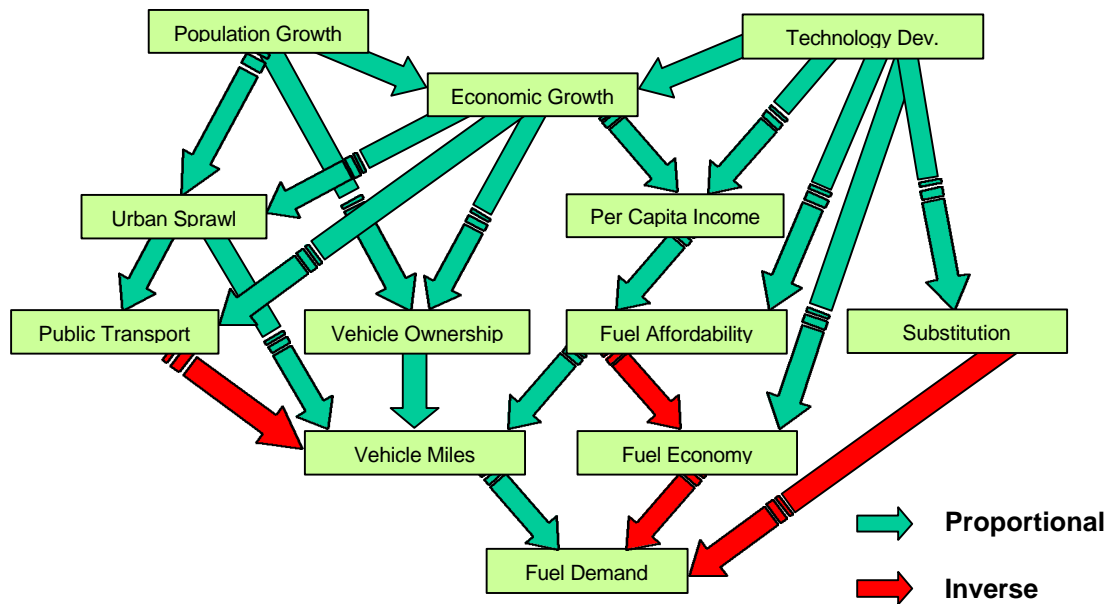 Population Growth
Technology Dev.
Economic Growth
Urban Sprawl
Per Capita Income
Public Transport
Vehicle Ownership
Fuel Affordability
Substitution
Vehicle Miles
Fuel Economy
Proportional
Fuel Demand
Inverse